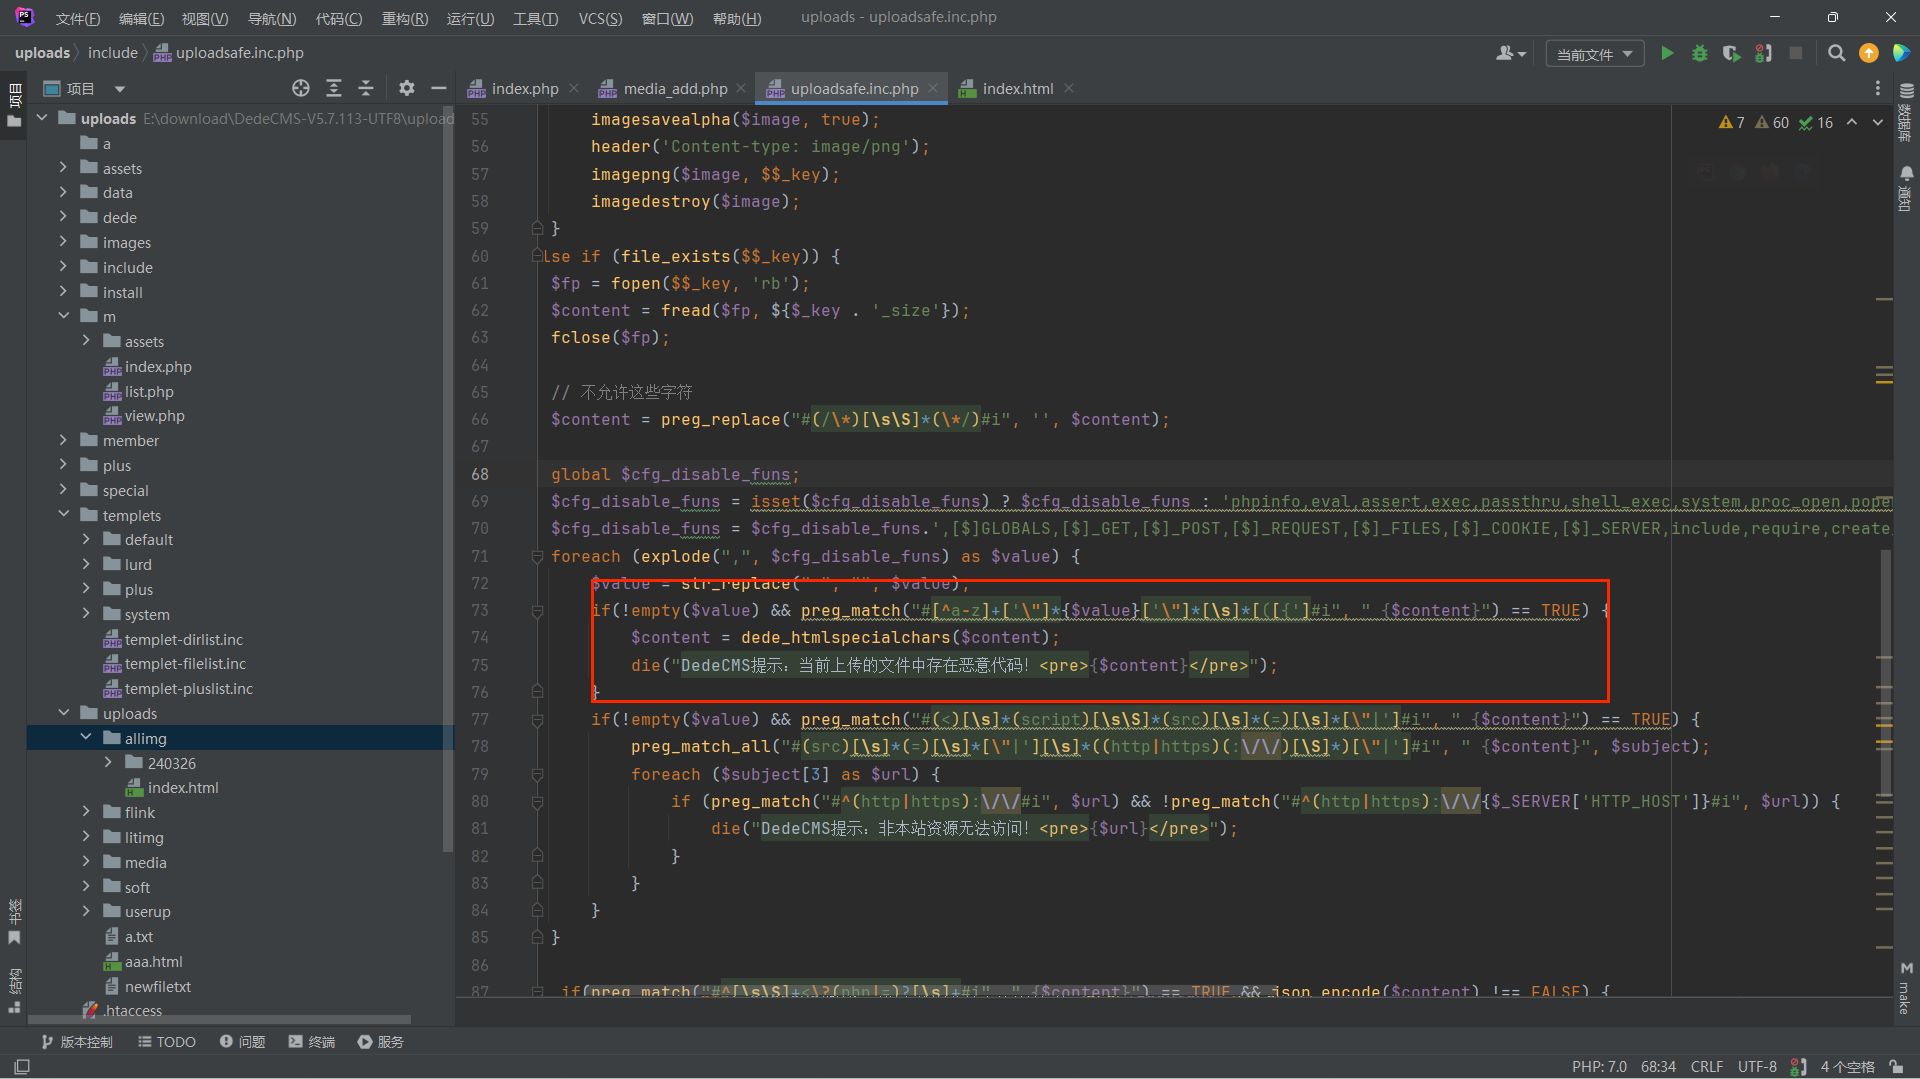 文件(F) 编辑(E) 视图(V) 导航(N) 代码(C) 重构(R) 运行(U) 工具(T) VCS(S) 窗口(W) 帮助(H) uploads - uploadsafe.inc.php
uploads include uploadsafe.inc.php
当前文件
项目
index.php media_add.php uploadsafe.inc.php index.html
7 60 16
uploads E:\download\DedeCMS-V5.7.113-UTF8\upload
a
assets
data
dede
images
include
install
m
assets
index.php
list.php
view.php
member
plus
special
templets
default
lurd
plus
system
templet-dirlist.inc
templet-filelist.inc
templet-pluslist.inc
uploads
allimg
240326
index.html
flink
litimg
media
soft
userup
a.txt
aaa.html
newfiletxt
.htaccess
55 imagesavealpha($image, true);
56 header('Content-type: image/png');
57 imagepng($image, $$_key);
58 imagedestroy($image);
59 }
60 lse if (file_exists($$_key)) {
61 $fp = fopen($$_key, 'rb');
62 $content = fread($fp, ${$_key . '_size'});
63 fclose($fp);
64
65 // 不允许这些字符
66 $content = preg_replace("#(/\*)[\s\S]*(\*/)#i", '', $content);
67
68 global $cfg_disable_funs;
69 $cfg_disable_funs = isset($cfg_disable_funs) ? $cfg_disable_funs : 'phpinfo,eval,assert,exec,passthru,shell_exec,system,proc_open,pope
70 $cfg_disable_funs = $cfg_disable_funs.',[$]GLOBALS,[$]_GET,[$]_POST,[$]_REQUEST,[$]_FILES,[$]_COOKIE,[$]_SERVER,include,require,create_
71 foreach (explode(",", $cfg_disable_funs) as $value) {
72 $value = str_replace(" ", "", $value);
73 if(!empty($value) && preg_match("#[^a-z]+['\"]*{$value}['\"]*[\s]*[([{']#i", " {$content}") == TRUE) {
74 $content = dede_htmlspecialchars($content);
75 die("DedeCMS提示：当前上传的文件中存在恶意代码！<pre>{$content}</pre>");
76 }
77 if(!empty($value) && preg_match("#(<)[\s]*(script)[\s\S]*(src)[\s]*(=)[\s]*[\"|']#i", " {$content}") == TRUE) {
78 preg_match_all("#(src)[\s]*(=)[\s]*[\"|'][\s]*((http|https)(:\/\/)[\S]*)[\"|']#i", " {$content}", $subject);
79 foreach ($subject[3] as $url) {
80 if (preg_match("#^(http|https):\/\/#i", $url) && !preg_match("#^(http|https):\/\/{$_SERVER['HTTP_HOST']}#i", $url)) {
81 die("DedeCMS提示：非本站资源无法访问！<pre>{$url}</pre>");
82 }
83 }
84 }
85 }
86
87 if(preg_match("#^[\s\S]+<\?(php|=)?[\s]+#i", " {$content}") == TRUE && json_encode($content) !== FALSE) {
项目
书签
结构
数据库
通知
make
版本控制 TODO 问题 终端 服务
PHP: 7.0 68:34 CRLF UTF-8 4 个空格